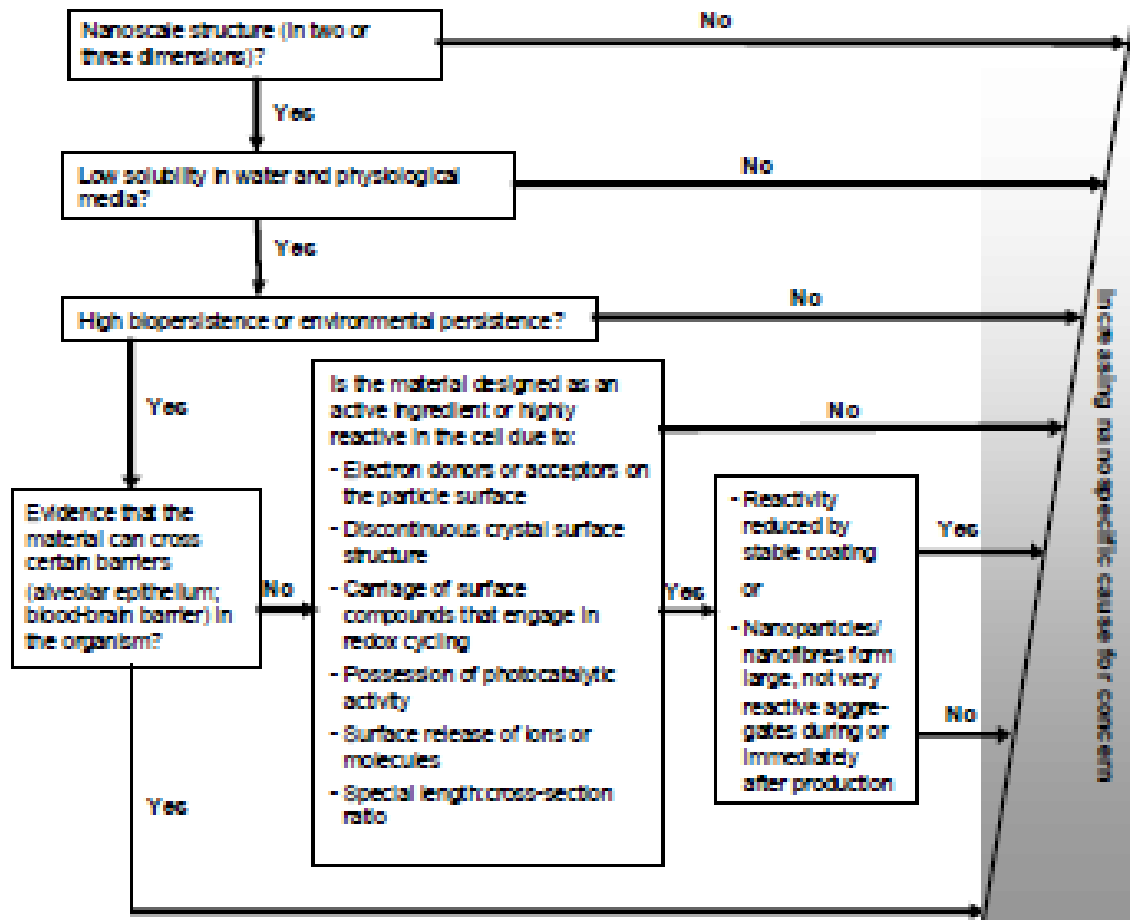 Nanoscale structure (in two or
three dimensions)?
No
Yes
Low solubility in water and physiological
media?
No
Yes
High biopersistence or environmental persistence?
No
Yes
Evidence that the
material can cross
certain barriers
(alveolar epithelium;
blood-brain barrier) in
the organism?
No
Yes
Is the material designed as an
active ingredient or highly
reactive in the cell due to:
- Electron donors or acceptors on
the particle surface
- Discontinuous crystal surface
structure
- Carriage of surface
compounds that engage in
redox cycling
- Possession of photocatalytic
activity
- Surface release of ions or
molecules
- Special length:cross-section
ratio
No
Yes
- Reactivity
reduced by
stable coating
or
- Nanoparticles/
nanofibres form
large, not very
reactive aggre-
gates during or
immediately
after production
Yes
No
Inceasing nanospecific cause for concern